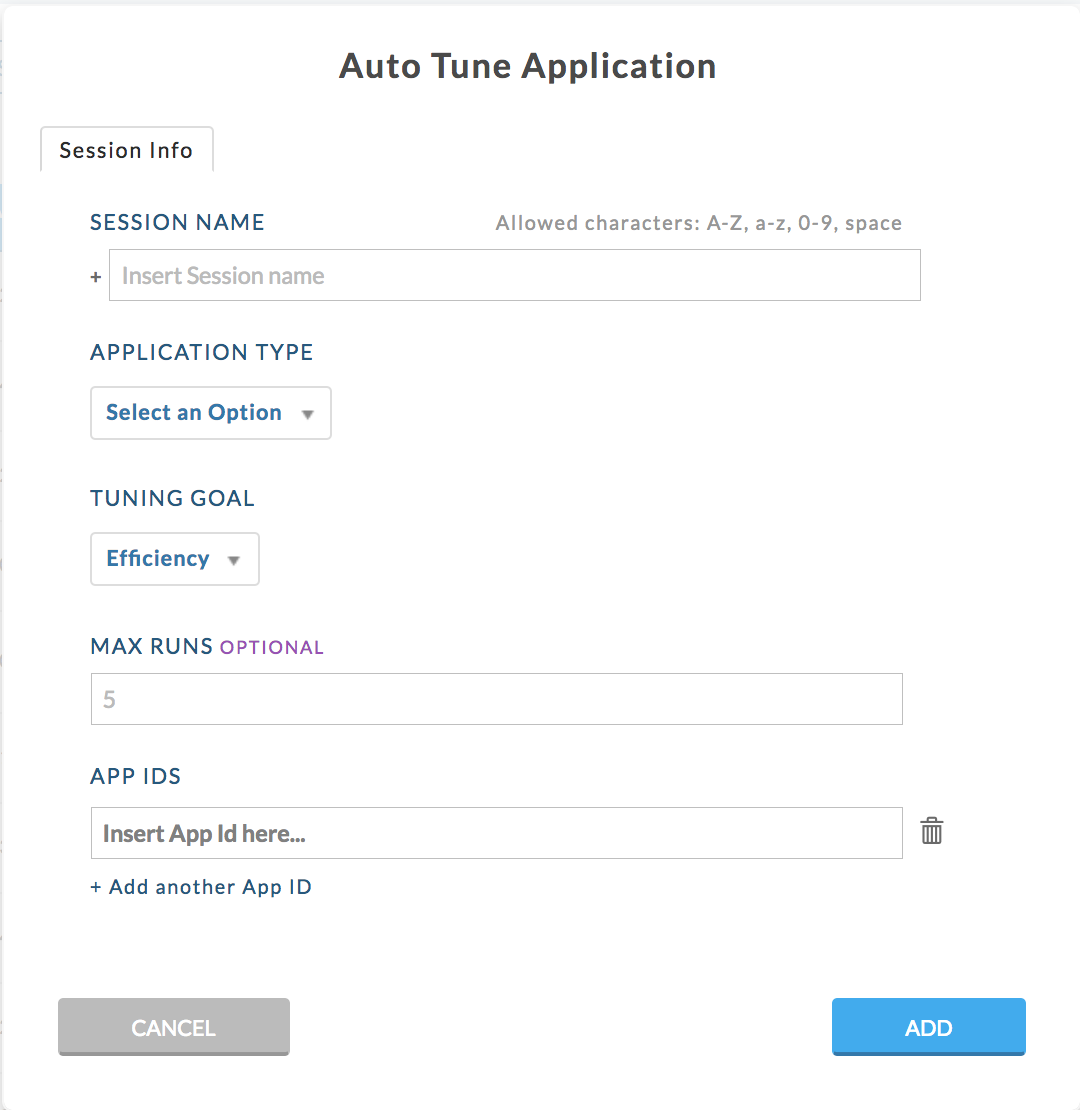 Auto Tune Application
Session Info
SESSION NAME Allowed characters: A-Z, a-z, 0-9, space
+ Insert Session name
APPLICATION TYPE
Select an Option
TUNING GOAL
Efficiency
MAX RUNS OPTIONAL
5
APP IDS
Insert App Id here...
+ Add another App ID
CANCEL ADD